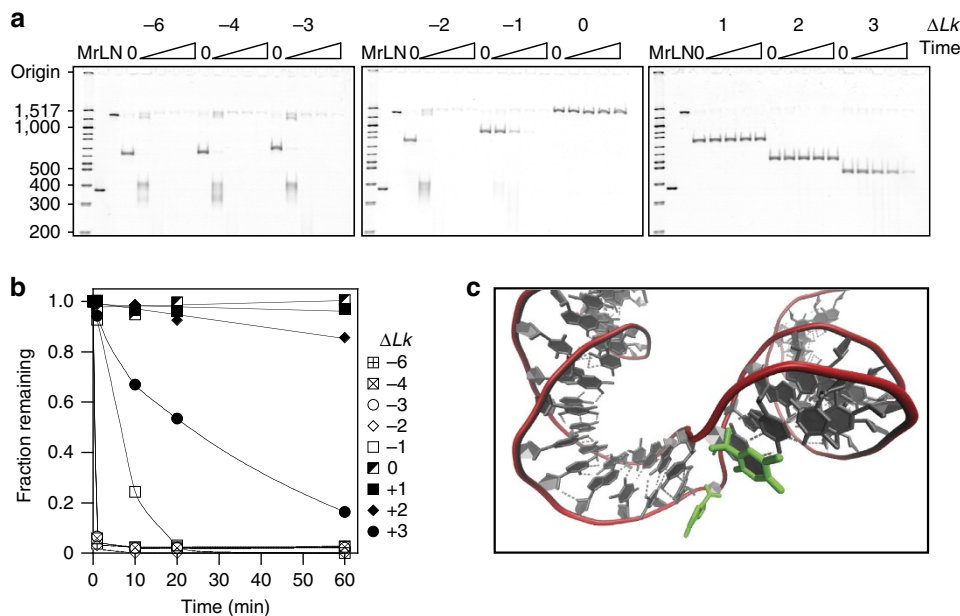 a
–6 –4 –3 –2 –1 0 1 2 3 ΔLk
Mr L N 0 0 0 Mr L N 0 0 0 Mr L N 0 0 0 Time
Origin
1,517
1,000
500
400
300
200
b
1.0
0.8
0.6
0.4
0.2
0
Fraction remaining
0 10 20 30 40 50 60
Time (min)
ΔLk
–6
–4
–3
–2
–1
0
+1
+2
+3
c